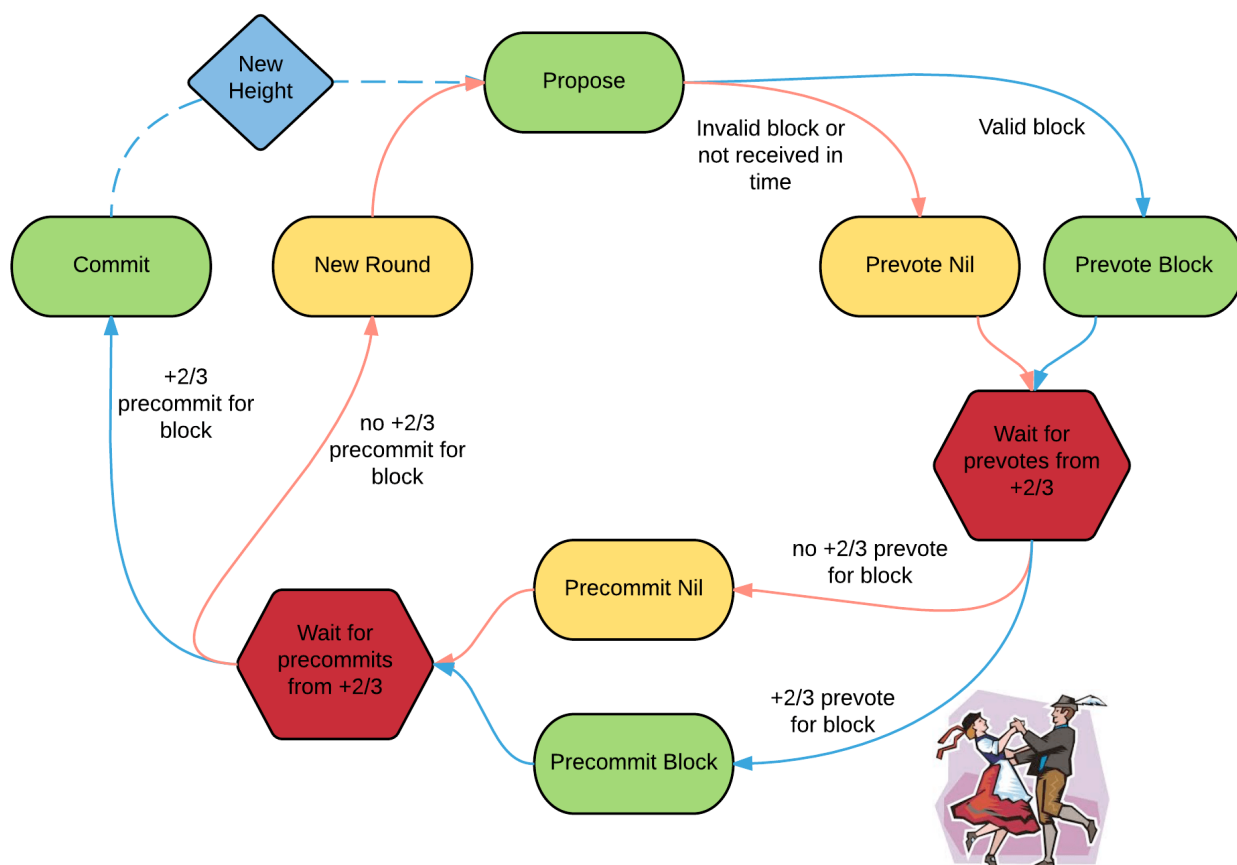 New
Height
Propose
Invalid block or
not received in
time
Valid block
Commit
New Round
Prevote Nil
Prevote Block
+2/3
precommit for
block
no +2/3
precommit for
block
Wait for
prevotes from
+2/3
no +2/3 prevote
for block
Precommit Nil
Wait for
precommits
from +2/3
+2/3 prevote
for block
Precommit Block